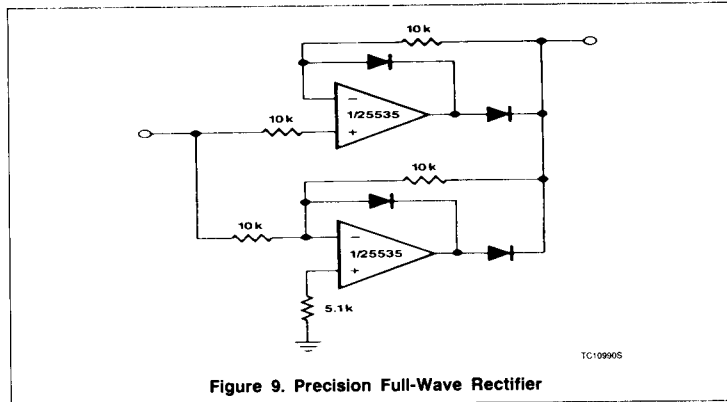 10k
1/25535
−
+
10k
10k
10k
1/25535
−
+
5.1k
TC10990S
Figure 9. Precision Full-Wave Rectifier